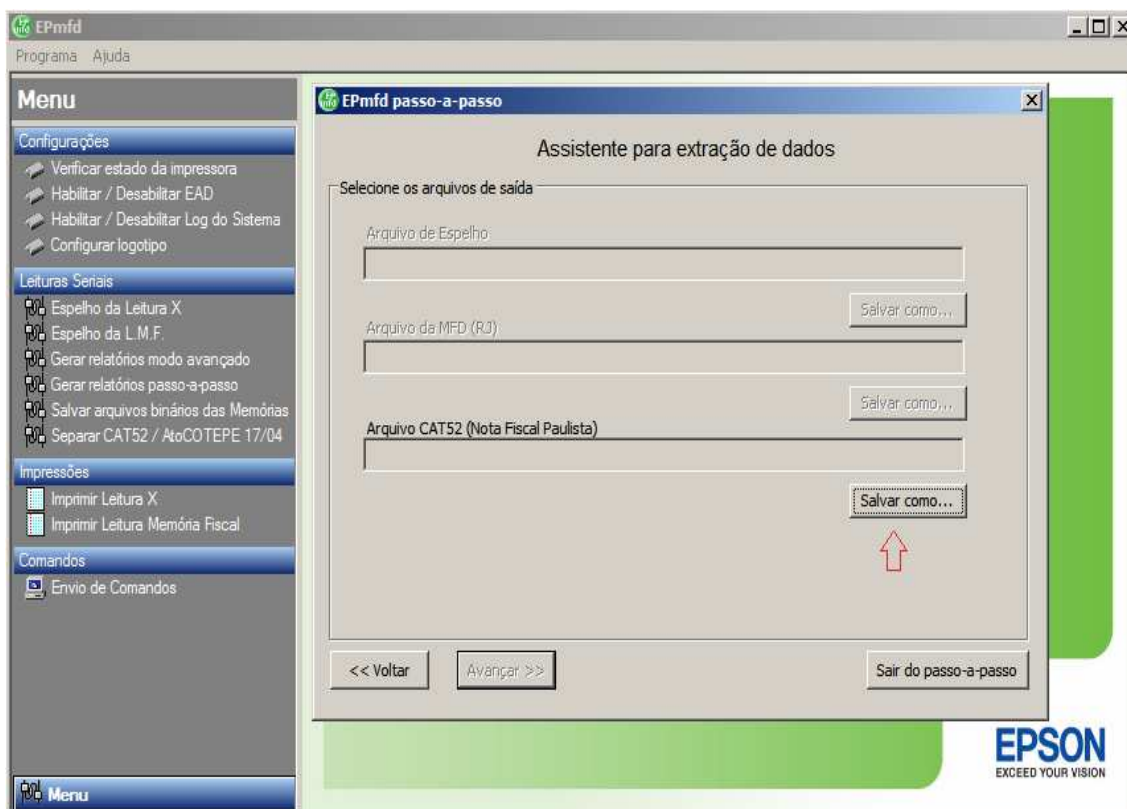 EPmfd
Programa Ajuda
Menu
Configurações
Verificar estado da impressora
Habilitar / Desabilitar EAD
Habilitar / Desabilitar Log do Sistema
Configurar logotipo
Leituras Seriais
Espelho da Leitura X
Espelho da L.M.F.
Gerar relatórios modo avançado
Gerar relatórios passo-a-passo
Salvar arquivos binários das Memórias
Separar CAT52 / AtoCOTEPE 17/04
Impressões
Imprimir Leitura X
Imprimir Leitura Memória Fiscal
Comandos
Envio de Comandos
Menu
EPmfd passo-a-passo
Assistente para extração de dados
Selecione os arquivos de saída
Arquivo de Espelho
Salvar como...
Arquivo da MFD (RJ)
Salvar como...
Arquivo CAT52 (Nota Fiscal Paulista)
Salvar como...
<< Voltar
Avançar >>
Sair do passo-a-passo
EPSON
EXCEED YOUR VISION